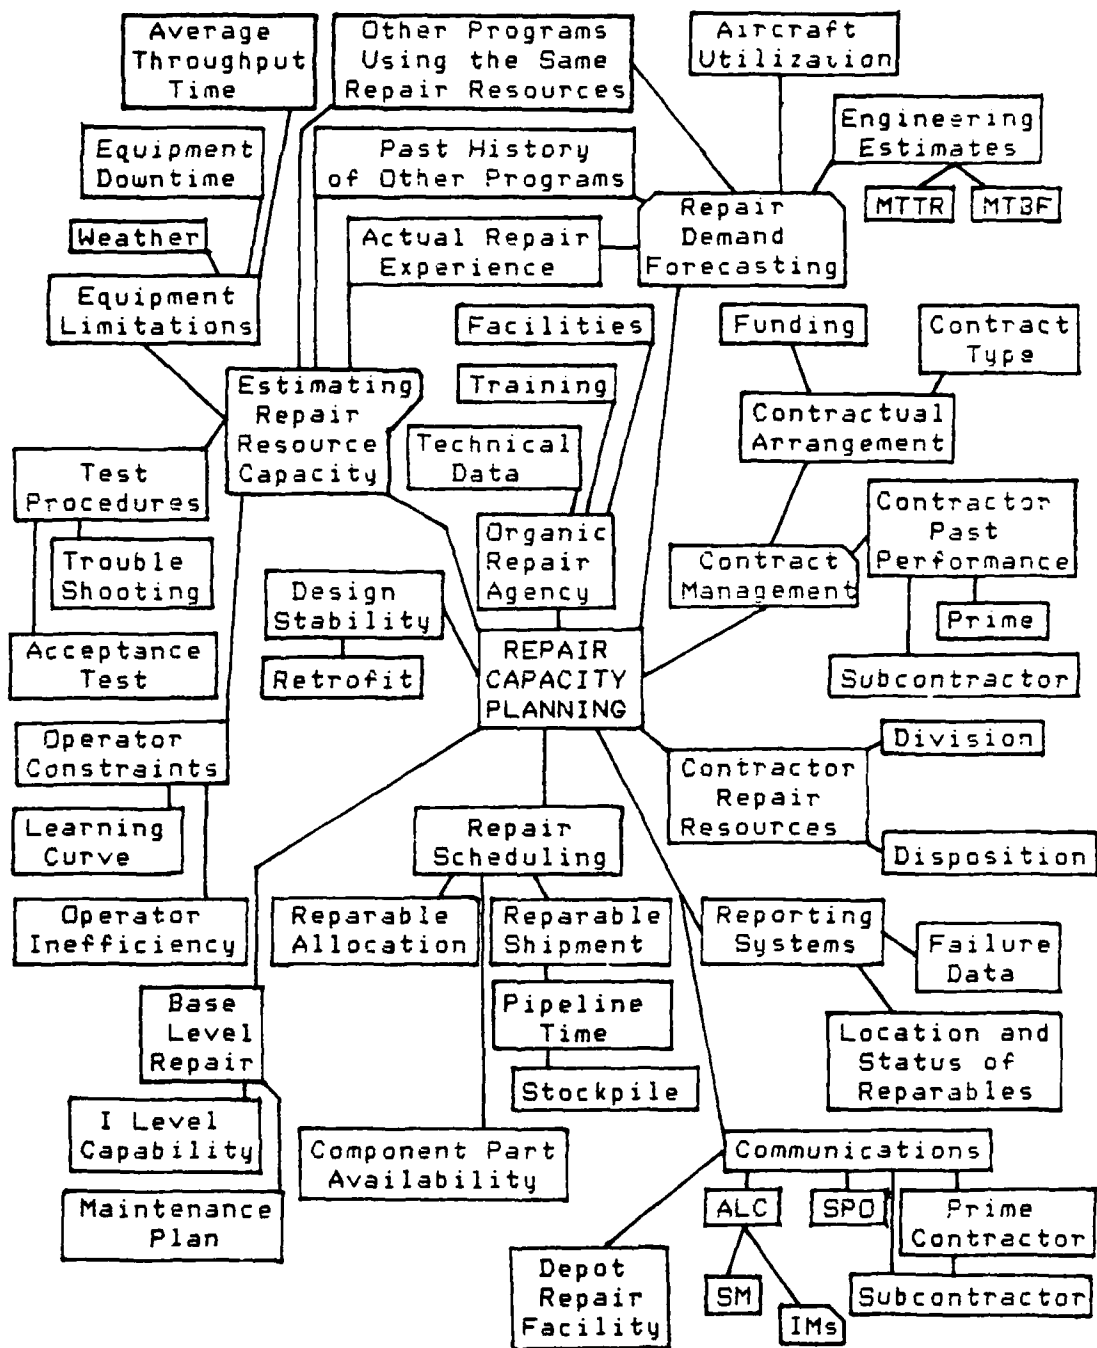 Average
Throughput
Time
Other Programs
Using the Same
Repair Resources
Aircraft
Utilization
Equipment
Downtime
Past History
of Other Programs
Engineering
Estimates
MTTR
MTBF
Weather
Actual Repair
Experience
Repair
Demand
Forecasting
Equipment
Limitations
Facilities
Funding
Contract
Type
Estimating
Repair
Resource
Capacity
Training
Contractual
Arrangement
Technical
Data
Test
Procedures
Trouble
Shooting
Organic
Repair
Agency
Contract
Management
Contractor
Past
Performance
Design
Stability
Prime
Acceptance
Test
Retrofit
REPAIR
CAPACITY
PLANNING
Subcontractor
Operator
Constraints
Contractor
Repair
Resources
Division
Learning
Curve
Repair
Scheduling
Disposition
Operator
Inefficiency
Reparable
Allocation
Reparable
Shipment
Reporting
Systems
Failure
Data
Base
Level
Repair
Pipeline
Time
Location and
Status of
Reparables
Stockpile
I Level
Capability
Component Part
Availability
Communications
Maintenance
Plan
ALC
SPO
Prime
Contractor
Depot
Repair
Facility
SM
IMs
Subcontractor